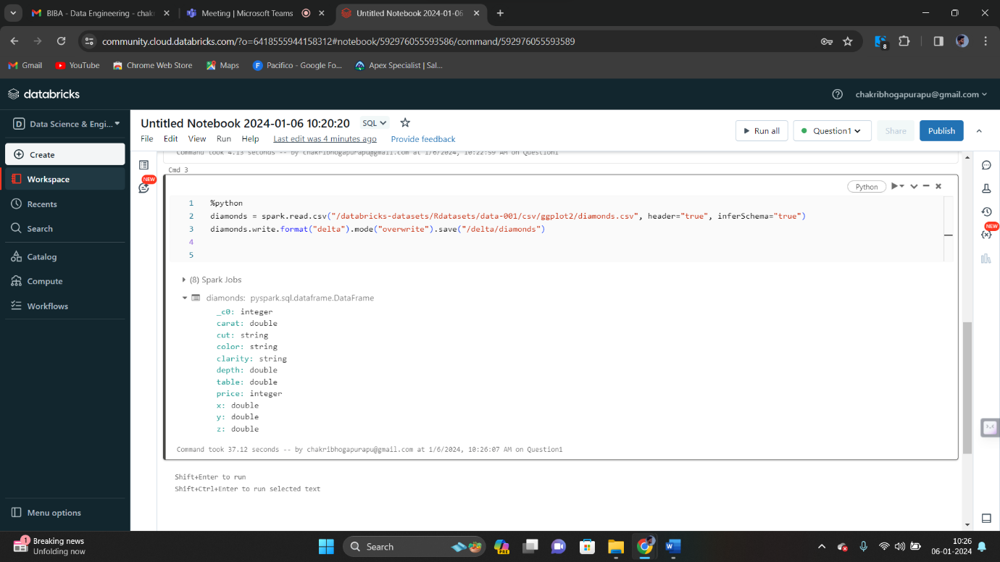 BIBA - Data Engineering - chak
Meeting | Microsoft Teams
Untitled Notebook 2024-01-06
community.cloud.databricks.com/?o=6418555944158312#notebook/592976055593586/command/592976055593589
8
Gmail
YouTube
Chrome Web Store
Maps
Pacifico - Google Fo...
Apex Specialist | Sal...
databricks
chakribhogapurapu@gmail.com
D Data Science & Engi...
Create
Workspace
Recents
Search
Catalog
Compute
Workflows
Menu options
Untitled Notebook 2024-01-06 10:20:20
SQL
File Edit View Run Help Last edit was 4 minutes ago Provide feedback
Run all
Question1
Share
Publish
NEW
NEW
Command took 4.13 seconds -- by chakribhogapurapu@gmail.com at 1/6/2024, 10:22:59 AM on Question1
Cmd 3
Python
1 %python
2 diamonds = spark.read.csv("/databricks-datasets/Rdatasets/data-001/csv/ggplot2/diamonds.csv", header="true", inferSchema="true")
3 diamonds.write.format("delta").mode("overwrite").save("/delta/diamonds")
4
5
(8) Spark Jobs
diamonds: pyspark.sql.dataframe.DataFrame
_c0: integer
carat: double
cut: string
color: string
clarity: string
depth: double
table: double
price: integer
x: double
y: double
z: double
Command took 37.12 seconds -- by chakribhogapurapu@gmail.com at 1/6/2024, 10:26:07 AM on Question1
Shift+Enter to run
Shift+Ctrl+Enter to run selected text
1
Breaking news
Unfolding now
Search
PRE
10:26
06-01-2024